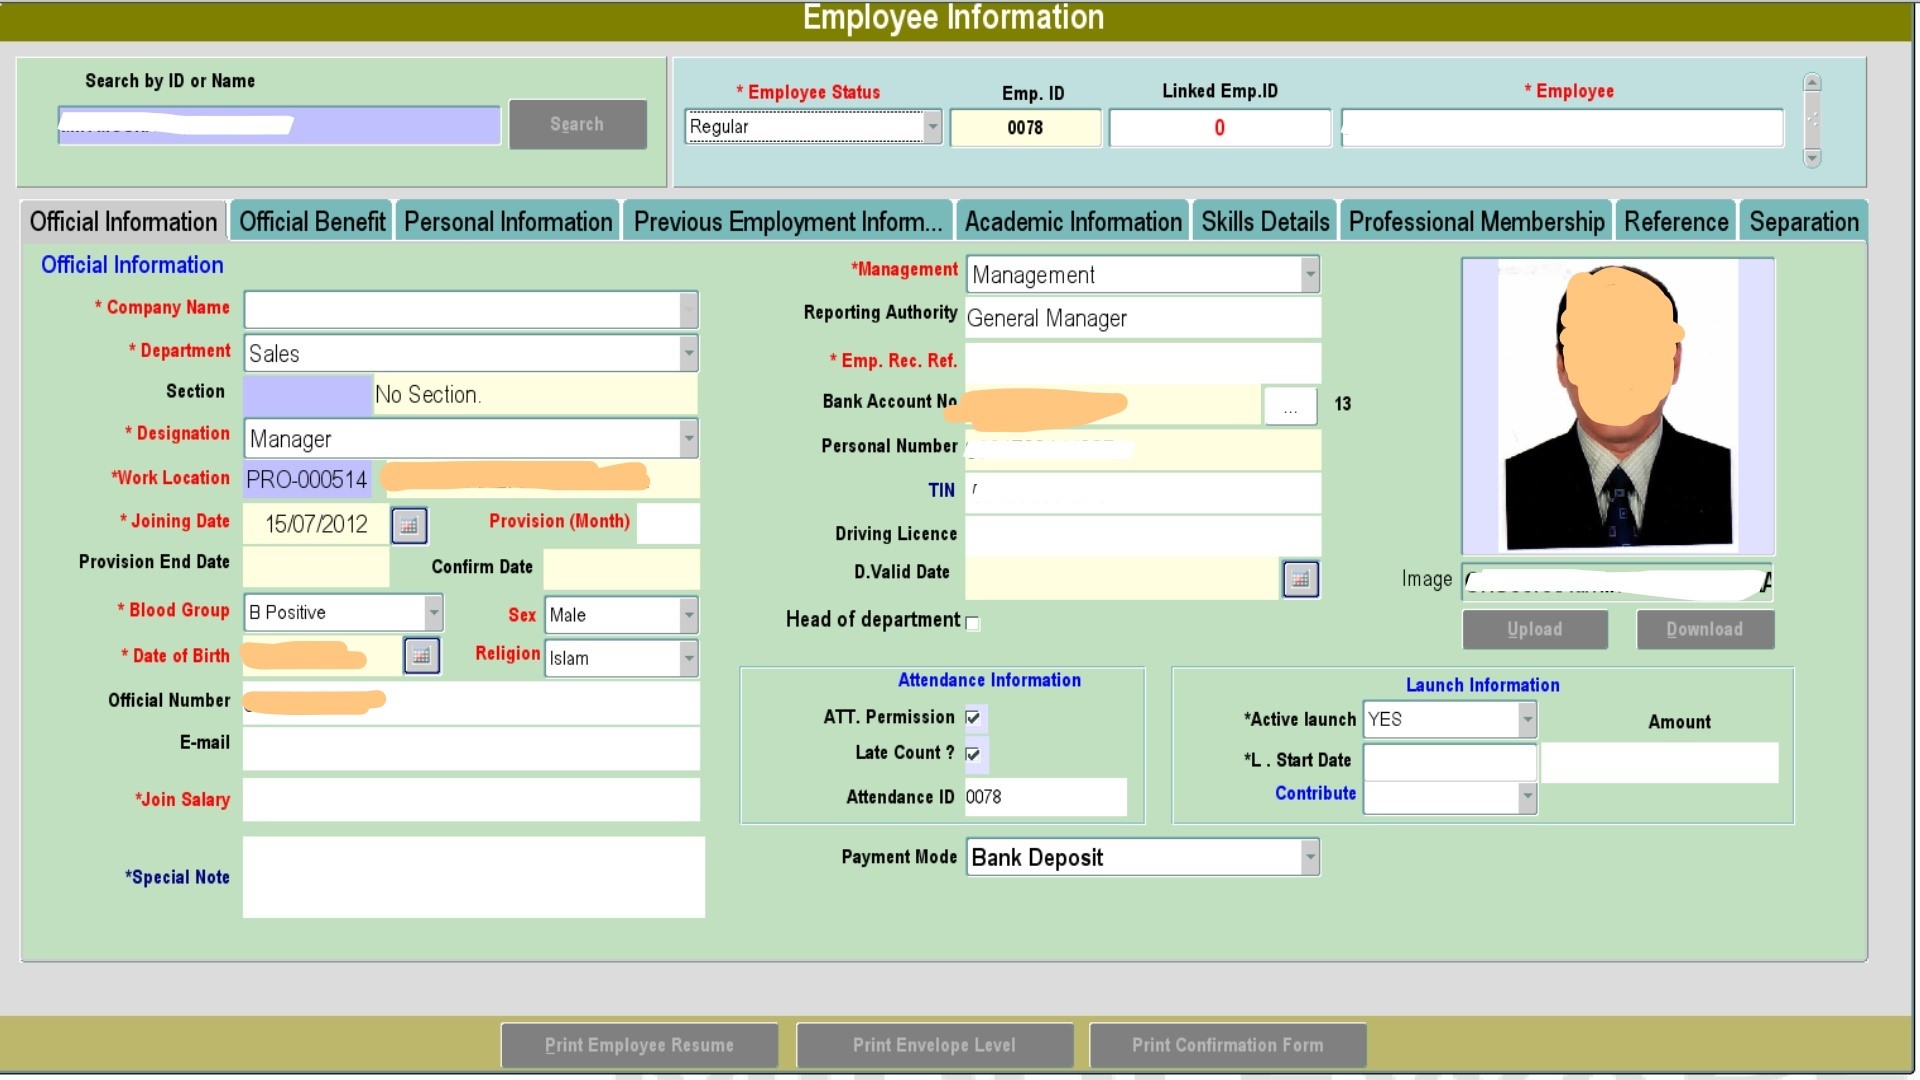 Employee Information
Search by ID or Name
Search
* Employee Status
Emp. ID
Linked Emp.ID
* Employee
Regular
0078
0
Official Information
Official Benefit
Personal Information
Previous Employment Inform...
Academic Information
Skills Details
Professional Membership
Reference
Separation
Official Information
* Company Name
* Department Sales
Section No Section.
* Designation Manager
*Work Location PRO-000514
* Joining Date 15/07/2012 Provision (Month)
Provision End Date Confirm Date
* Blood Group B Positive Sex Male
* Date of Birth Religion Islam
Official Number
E-mail
*Join Salary
*Special Note
*Management Management
Reporting Authority General Manager
* Emp. Rec. Ref.
Bank Account No ... 13
Personal Number
TIN
Driving Licence
D.Valid Date
Head of department
Image
Upload Download
Attendance Information
ATT. Permission
Late Count ?
Attendance ID 0078
Launch Information
*Active launch YES Amount
*L . Start Date
Contribute
Payment Mode Bank Deposit
Print Employee Resume
Print Envelope Level
Print Confirmation Form